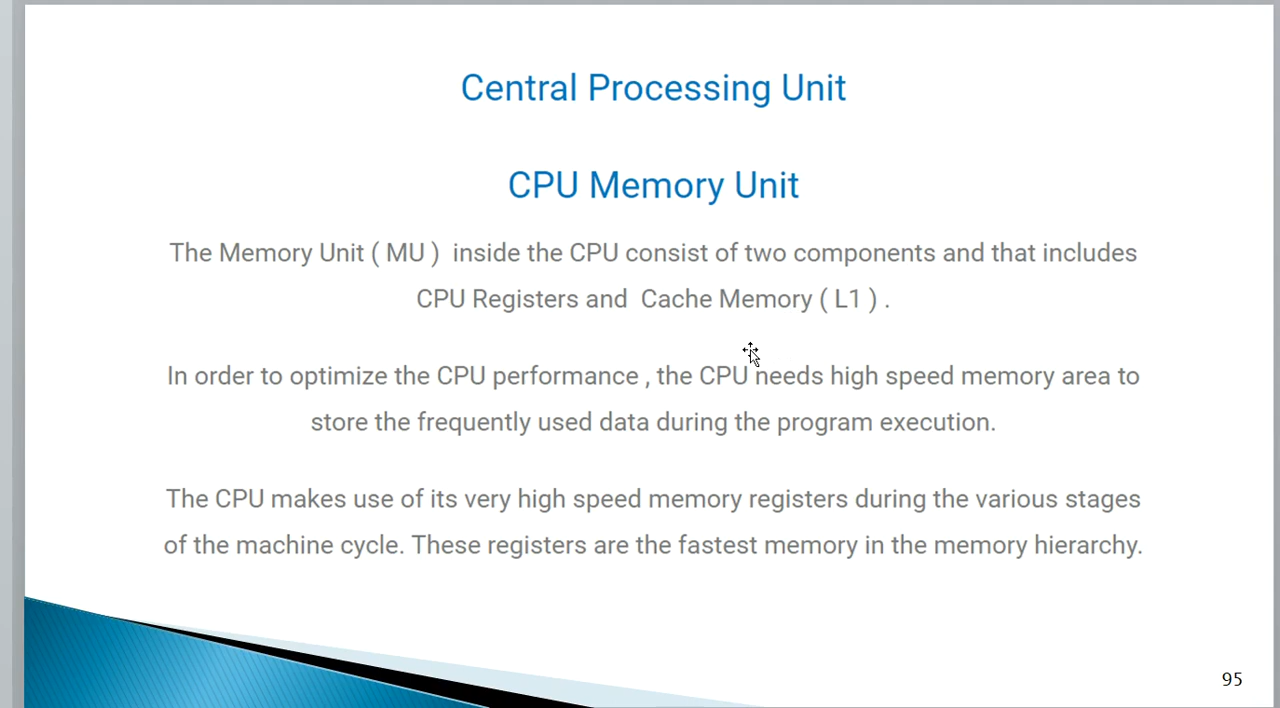 Central Processing Unit
CPU Memory Unit
The Memory Unit ( MU )  inside the CPU consist of two components and that includes
CPU Registers and  Cache Memory ( L1 ) .
In order to optimize the CPU performance , the CPU needs high speed memory area to
store the frequently used data during the program execution.
The CPU makes use of its very high speed memory registers during the various stages
of the machine cycle. These registers are the fastest memory in the memory hierarchy.
95